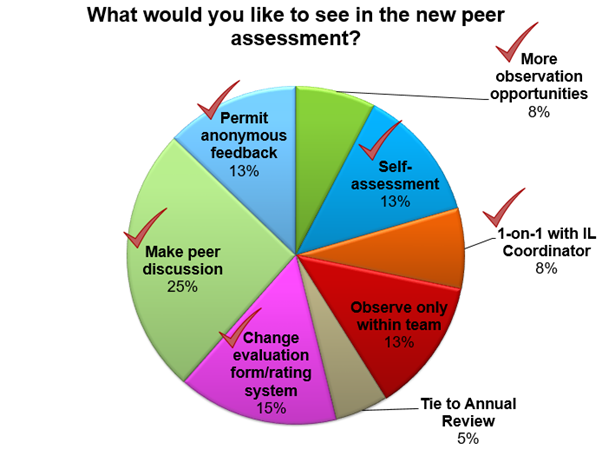 What would you like to see in the new peer
assessment?
More
observation
opportunities
8%
Self-
assessment
13%
1-on-1 with IL
Coordinator
8%
Observe only
within team
13%
Tie to Annual
Review
5%
Change
evaluation
form/rating
system
15%
Make peer
discussion
25%
Permit
anonymous
feedback
13%